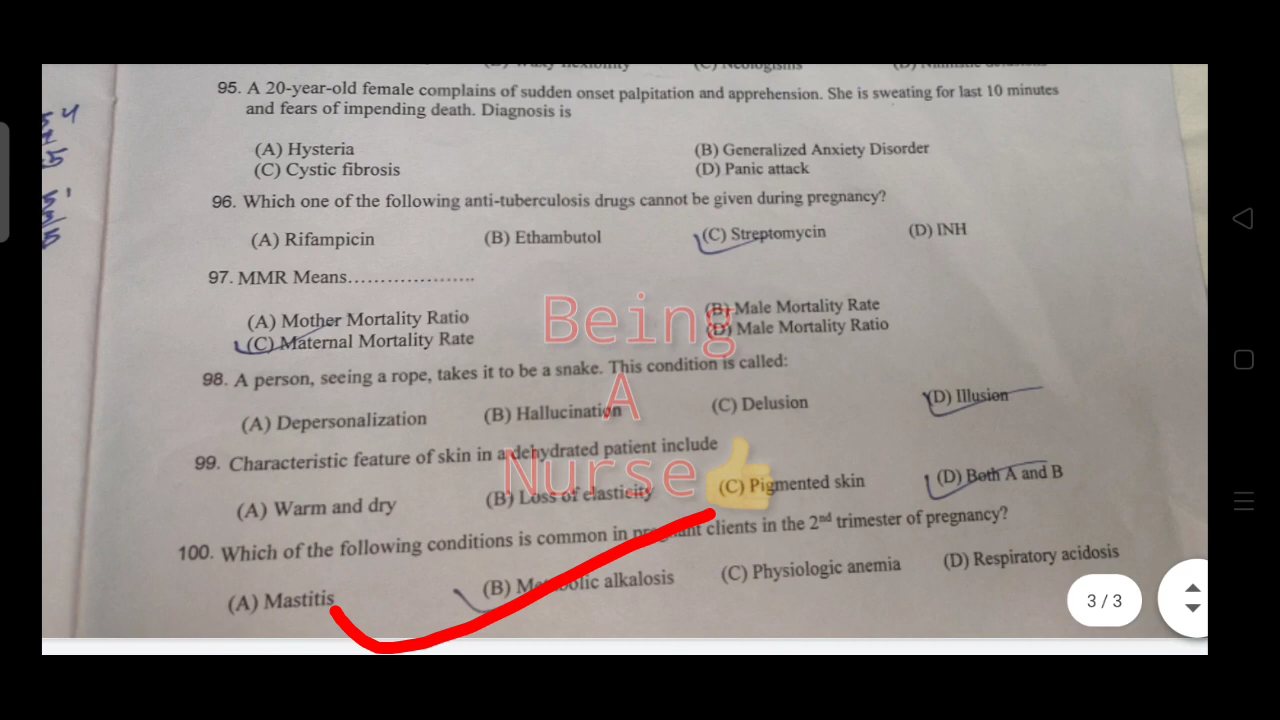 95. A 20-year-old female complains of sudden onset palpitation and apprehension. She is sweating for last 10 minutes
and fears of impending death. Diagnosis is
(A) Hysteria (B) Generalized Anxiety Disorder
(C) Cystic fibrosis (D) Panic attack
96. Which one of the following anti-tuberculosis drugs cannot be given during pregnancy?
(A) Rifampicin (B) Ethambutol (C) Streptomycin (D) INH
97. MMR Means....................
(A) Mother Mortality Ratio (B) Male Mortality Rate
(C) Maternal Mortality Rate (D) Male Mortality Ratio
98. A person, seeing a rope, takes it to be a snake. This condition is called:
(A) Depersonalization (B) Hallucination (C) Delusion (D) Illusion
99. Characteristic feature of skin in a dehydrated patient include
(A) Warm and dry (B) Loss of elasticity (C) Pigmented skin (D) Both A and B
100. Which of the following conditions is common in pregnant clients in the 2nd trimester of pregnancy?
(A) Mastitis (B) Metabolic alkalosis (C) Physiologic anemia (D) Respiratory acidosis
Being
A
Nurse
3 / 3